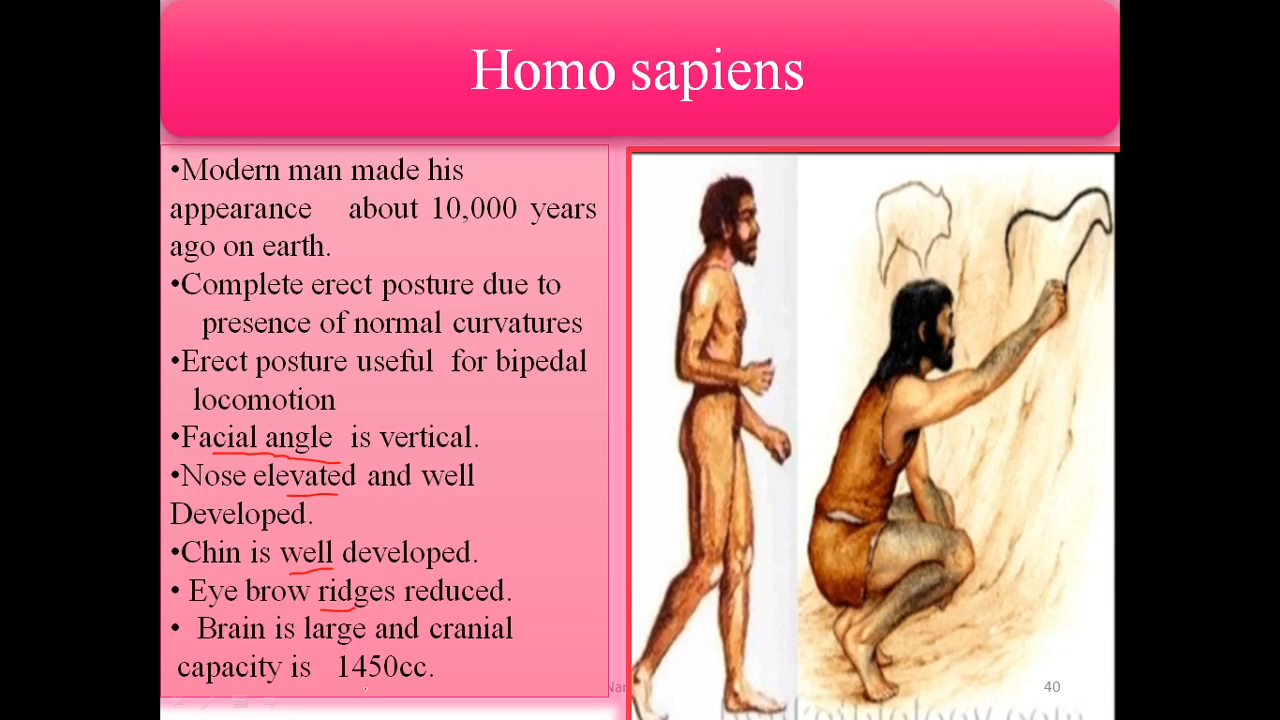 Homo sapiens
•Modern man made his
appearance about 10,000 years
ago on earth.
•Complete erect posture due to
presence of normal curvatures
•Erect posture useful for bipedal
locomotion
•Facial angle is vertical.
•Nose elevated and well
Developed.
•Chin is well developed.
• Eye brow ridges reduced.
• Brain is large and cranial
capacity is 1450cc.
40